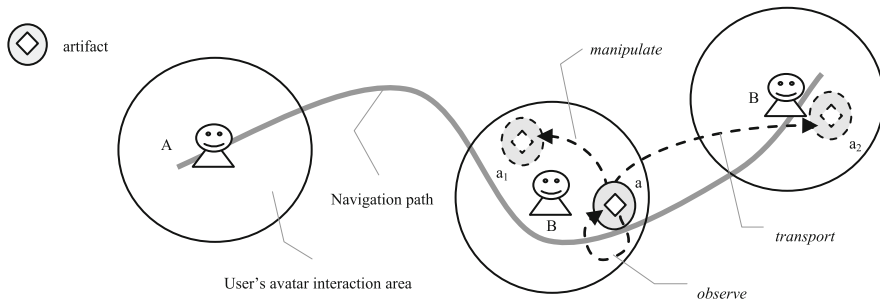 artifact
manipulate
A
B
a₁
a
a₂
B
Navigation path
transport
User's avatar interaction area
observe